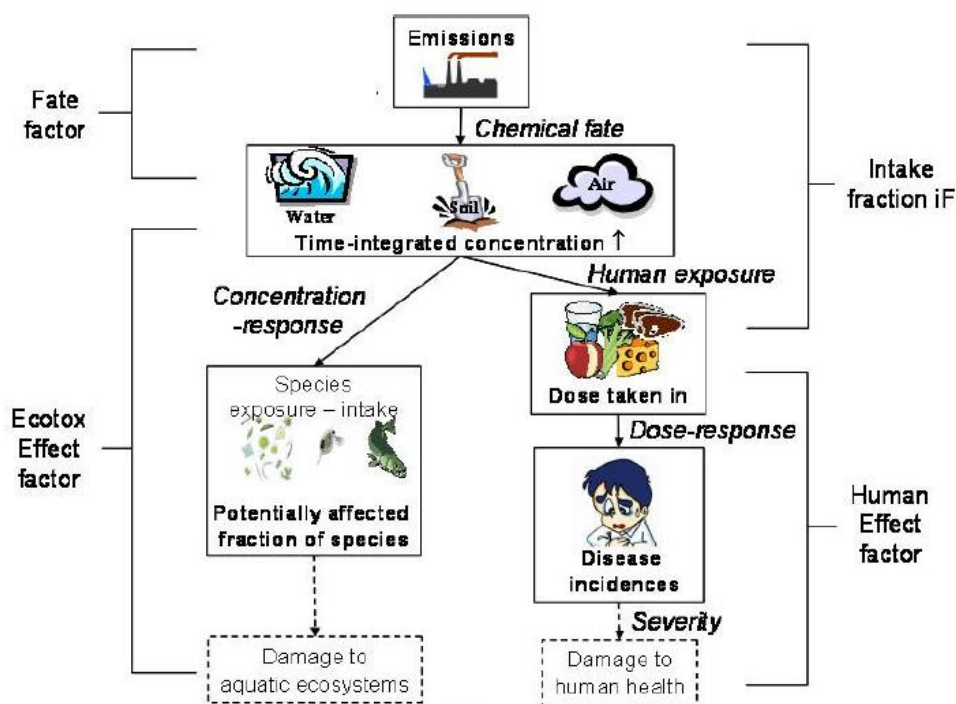 Emissions
Fate
factor
Chemical fate
Water
Soil
Air
Time-integrated concentration ↑
Intake
fraction iF
Human exposure
Concentration
-response
Species
exposure – intake
Dose taken in
Dose-response
Ecotox
Effect
factor
Potentially affected
fraction of species
Disease
incidences
Human
Effect
factor
Severity
Damage to
aquatic ecosystems
Damage to
human health